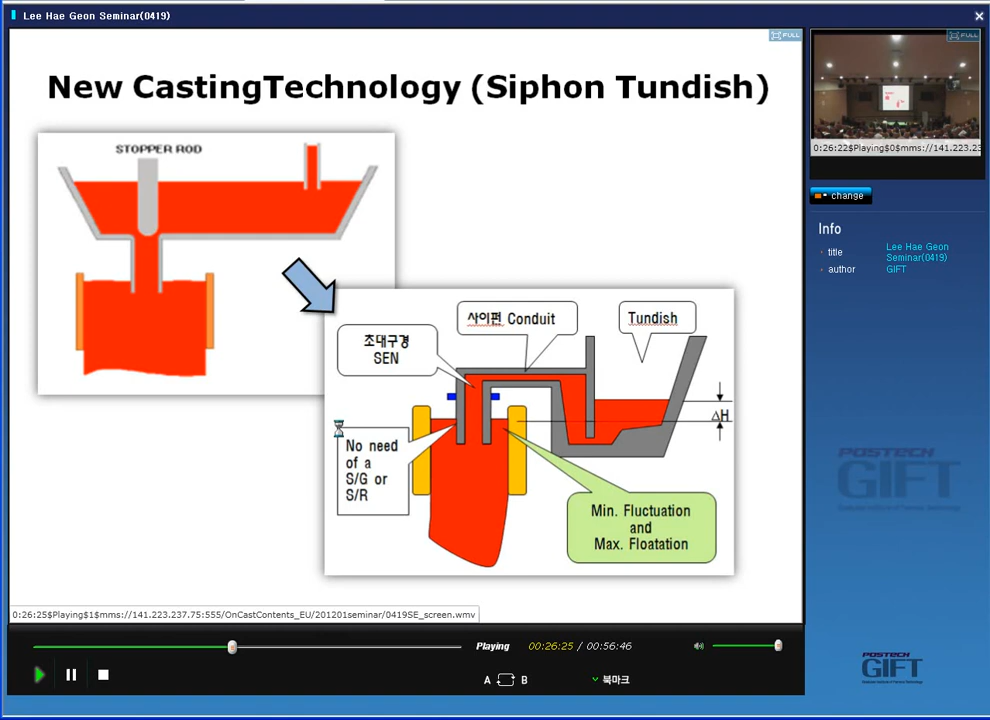 Lee Hae Geon Seminar(0419)
FULL
New CastingTechnology (Siphon Tundish)
STOPPER ROD
초대구경
SEN
사이펀 Conduit
Tundish
ΔH
No need
of a
S/G or
S/R
Min. Fluctuation
and
Max. Floatation
0:26:25$Playing$1$mms://141.223.237.75:555/OnCastContents_EU/201201seminar/0419SE_screen.wmv
Playing
00:26:25 / 00:56:46
A B
북마크
FULL
0:26:22$Playing$0$mms://141.223.23
change
Info
title
Lee Hae Geon
Seminar(0419)
author
GIFT
POSTECH
GIFT
POSTECH
GIFT